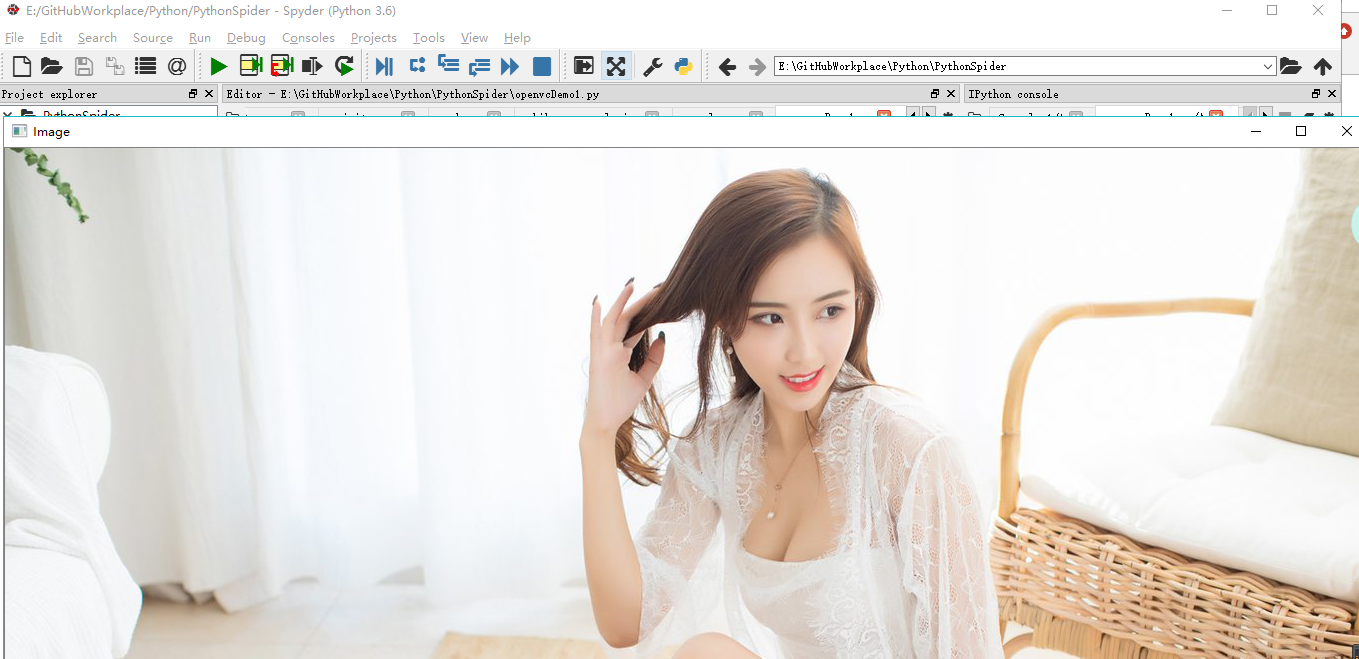 E:/GitHubWorkplace/Python/PythonSpider - Spyder (Python 3.6)
File Edit Search Source Run Debug Consoles Projects Tools View Help
E:\GitHubWorkplace\Python\PythonSpider
Project explorer
Editor - E:\GitHubWorkplace\Python\PythonSpider\openvcDemo1.py
IPython console
PythonSpider
Image